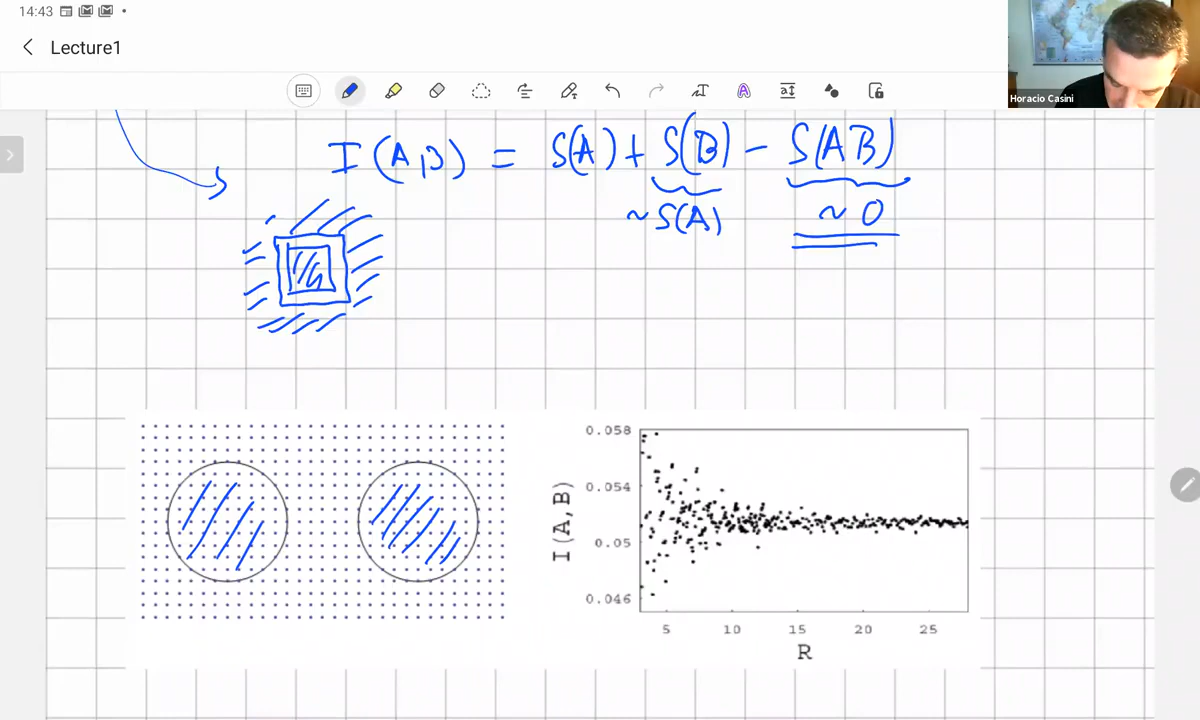 14:43
Lecture1
Horacio Casini
I(A,B) = S(A) + S(B) - S(AB)
~S(A) ~0
0.058
0.054
0.05
0.046
I(A,B)
5 10 15 20 25
R